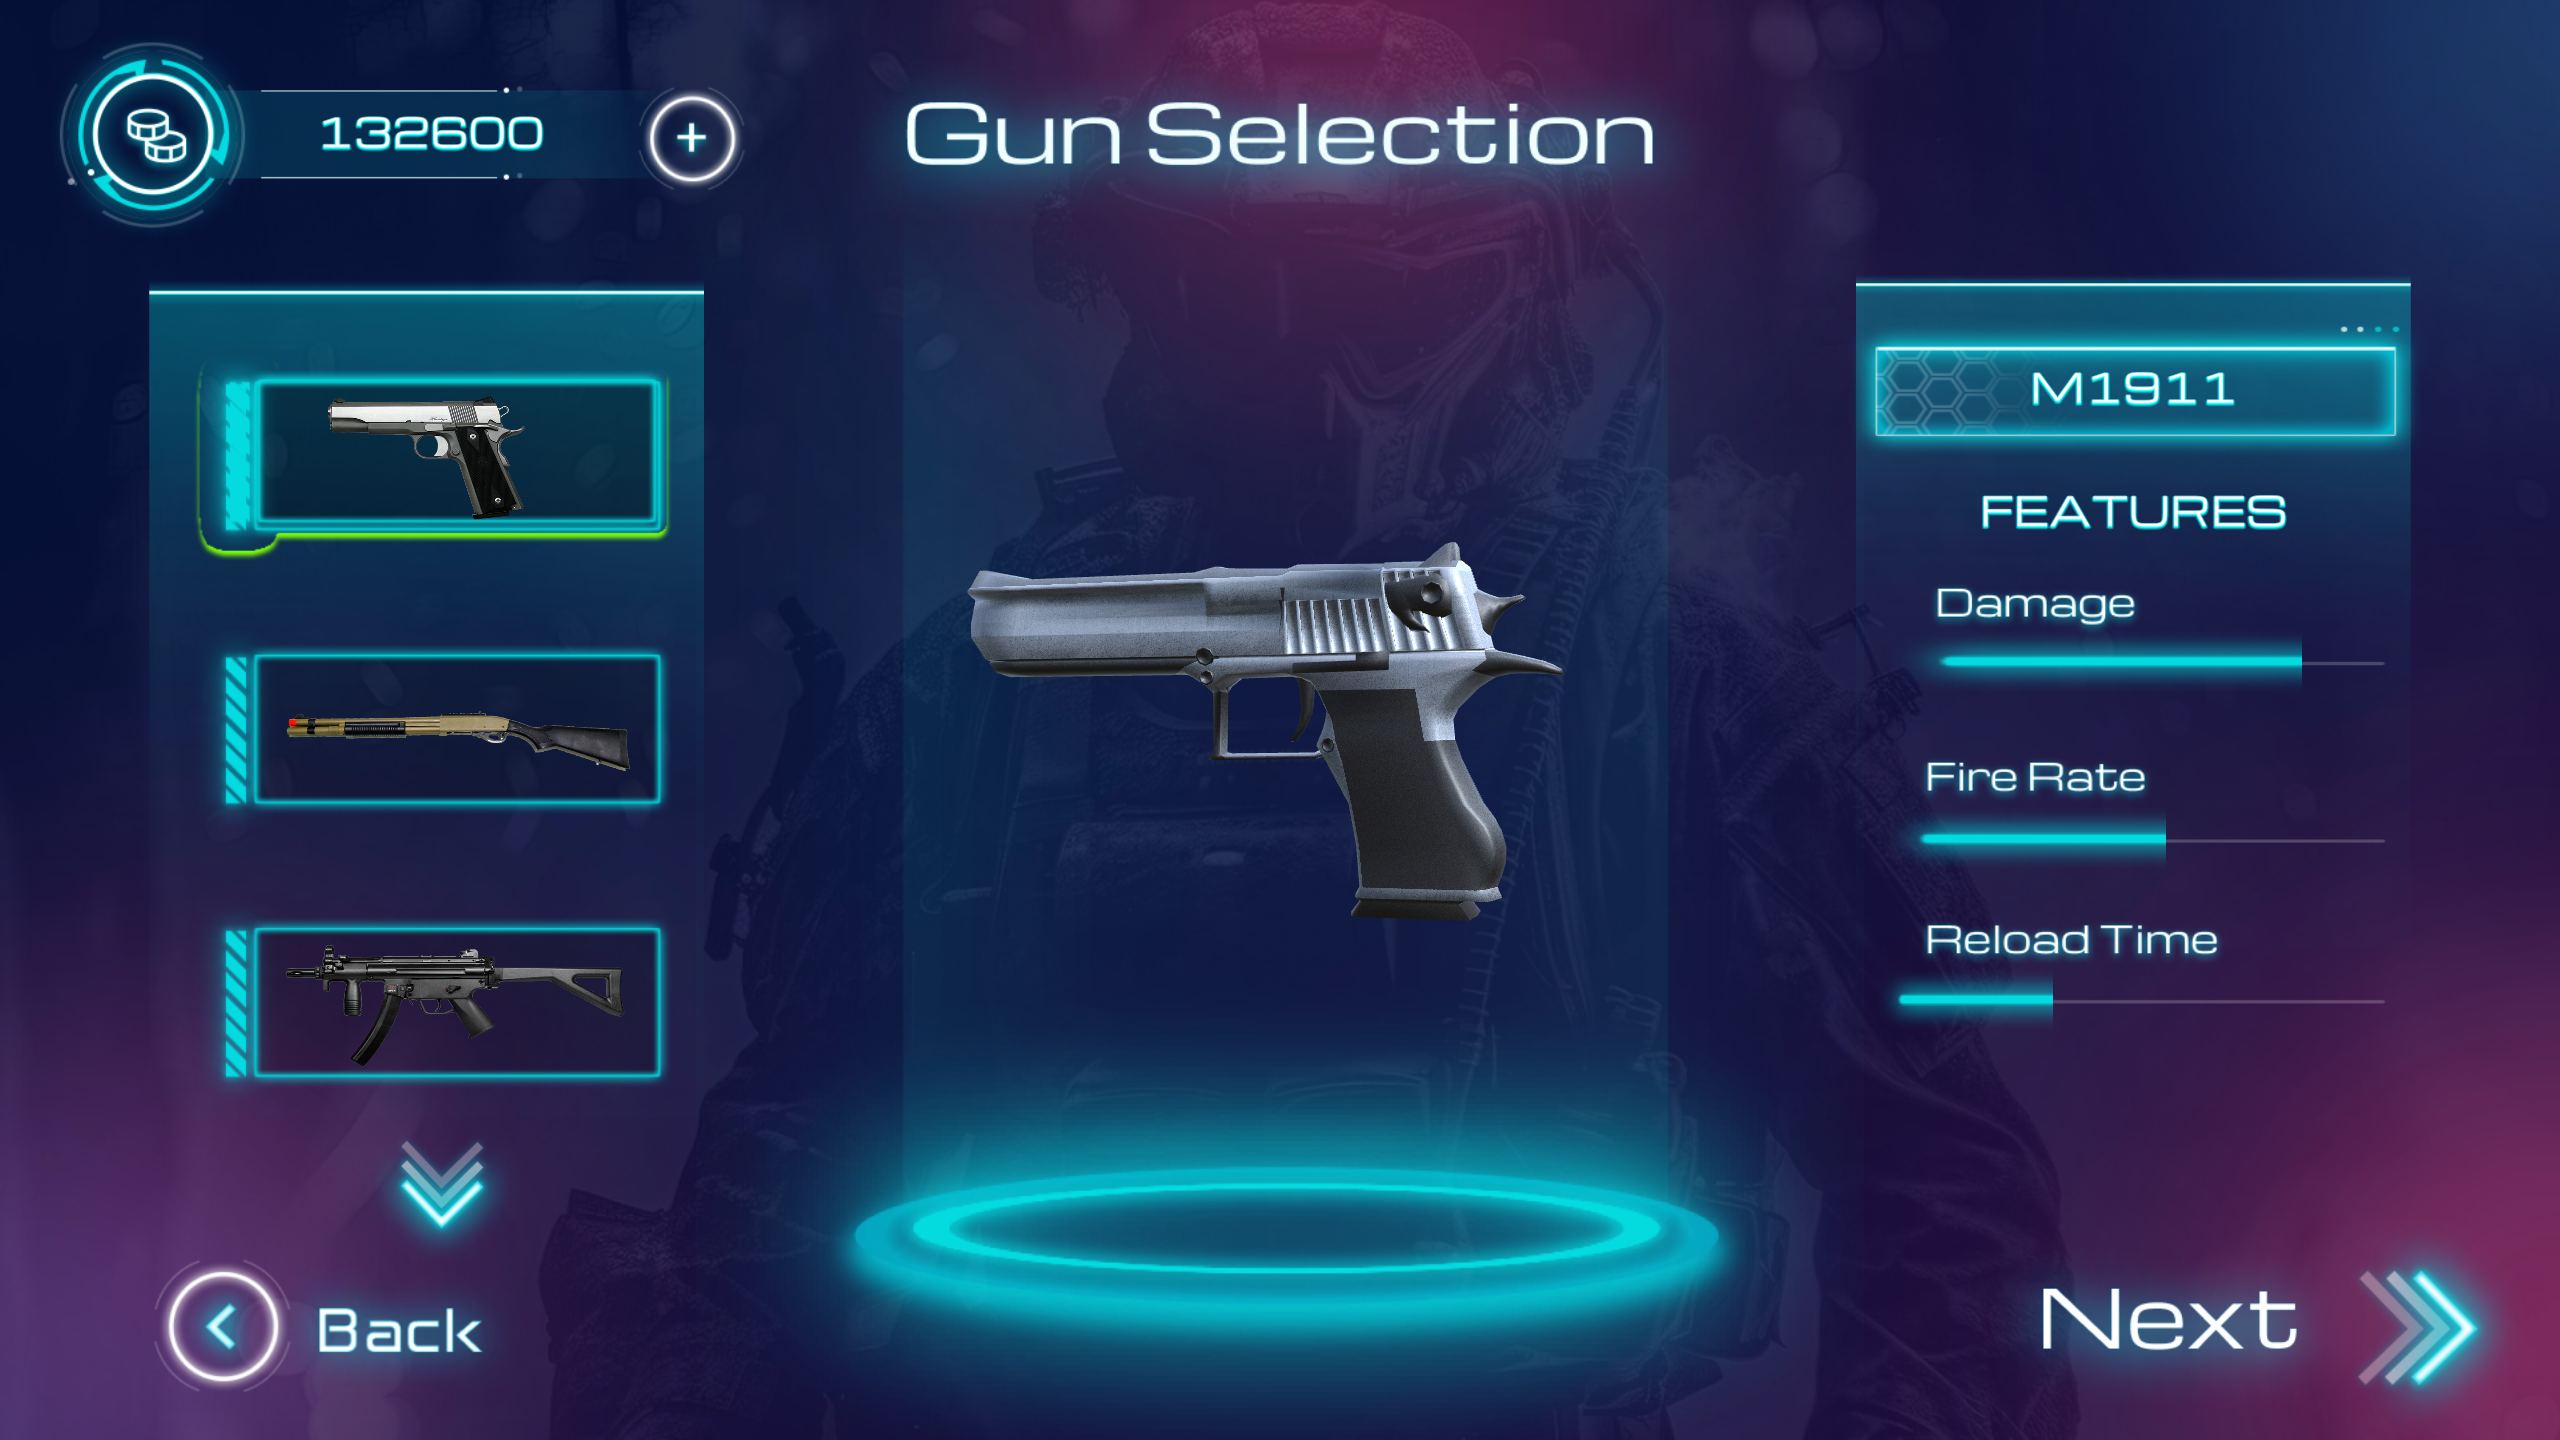 132600
Gun Selection
M1911
FEATURES
Damage
Fire Rate
Reload Time
Back
Next